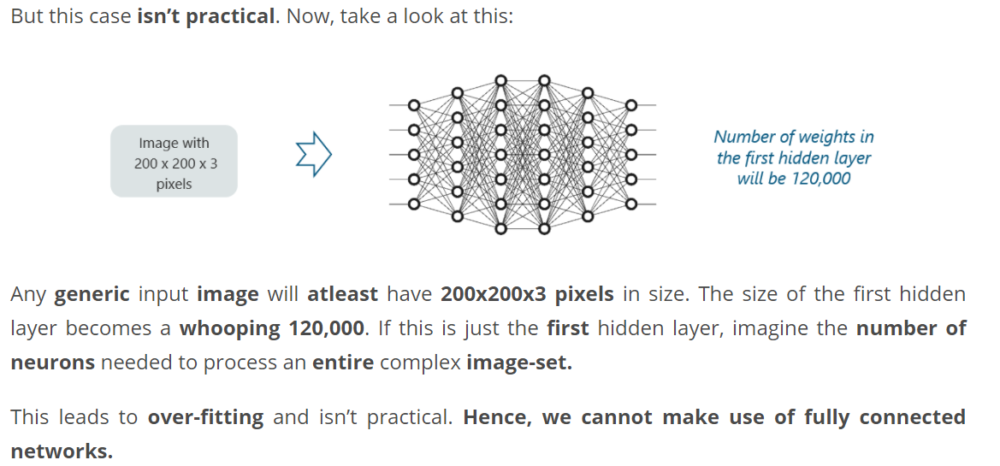 But this case isn’t practical. Now, take a look at this:
Image with
200 x 200 x 3
pixels
Number of weights in
the first hidden layer
will be 120,000
Any generic input image will atleast have 200x200x3 pixels in size. The size of the first hidden
layer becomes a whooping 120,000. If this is just the first hidden layer, imagine the number of
neurons needed to process an entire complex image-set.
This leads to over-fitting and isn’t practical. Hence, we cannot make use of fully connected
networks.